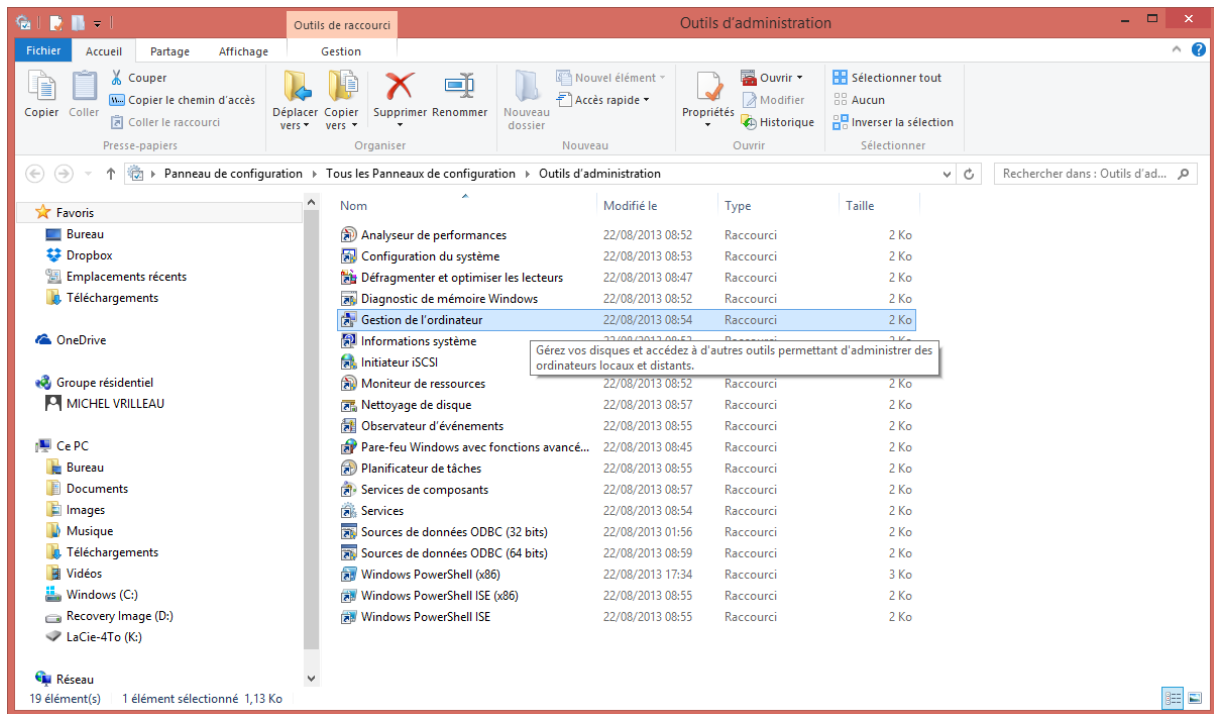 Outils de raccourci
Outils d'administration
Fichier Accueil Partage Affichage Gestion
Copier
Coller
Couper
Copier le chemin d'accès
Coller le raccourci
Presse-papiers
Déplacer vers
Copier vers
Supprimer
Renommer
Organiser
Nouveau dossier
Nouvel élément
Accès rapide
Nouveau
Propriétés
Ouvrir
Modifier
Historique
Ouvrir
Sélectionner tout
Aucun
Inverser la sélection
Sélectionner
Panneau de configuration Tous les Panneaux de configuration Outils d'administration
Rechercher dans : Outils d'ad...
Favoris
Bureau
Dropbox
Emplacements récents
Téléchargements
OneDrive
Groupe résidentiel
MICHEL VRILLEAU
Ce PC
Bureau
Documents
Images
Musique
Téléchargements
Vidéos
Windows (C:)
Recovery Image (D:)
LaCie-4To (K:)
Réseau
Nom Modifié le Type Taille
Analyseur de performances 22/08/2013 08:52 Raccourci 2 Ko
Configuration du système 22/08/2013 08:53 Raccourci 2 Ko
Défragmenter et optimiser les lecteurs 22/08/2013 08:47 Raccourci 2 Ko
Diagnostic de mémoire Windows 22/08/2013 08:52 Raccourci 2 Ko
Gestion de l'ordinateur 22/08/2013 08:54 Raccourci 2 Ko
Informations système
Gérez vos disques et accédez à d'autres outils permettant d'administrer des
ordinateurs locaux et distants.
Initiateur iSCSI
Moniteur de ressources 22/08/2013 08:52 Raccourci 2 Ko
Nettoyage de disque 22/08/2013 08:57 Raccourci 2 Ko
Observateur d'événements 22/08/2013 08:55 Raccourci 2 Ko
Pare-feu Windows avec fonctions avancé... 22/08/2013 08:45 Raccourci 2 Ko
Planificateur de tâches 22/08/2013 08:55 Raccourci 2 Ko
Services de composants 22/08/2013 08:57 Raccourci 2 Ko
Services 22/08/2013 08:54 Raccourci 2 Ko
Sources de données ODBC (32 bits) 22/08/2013 01:56 Raccourci 2 Ko
Sources de données ODBC (64 bits) 22/08/2013 08:59 Raccourci 2 Ko
Windows PowerShell (x86) 22/08/2013 17:34 Raccourci 3 Ko
Windows PowerShell ISE (x86) 22/08/2013 08:55 Raccourci 2 Ko
Windows PowerShell ISE 22/08/2013 08:55 Raccourci 2 Ko
19 élément(s) 1 élément sélectionné 1,13 Ko